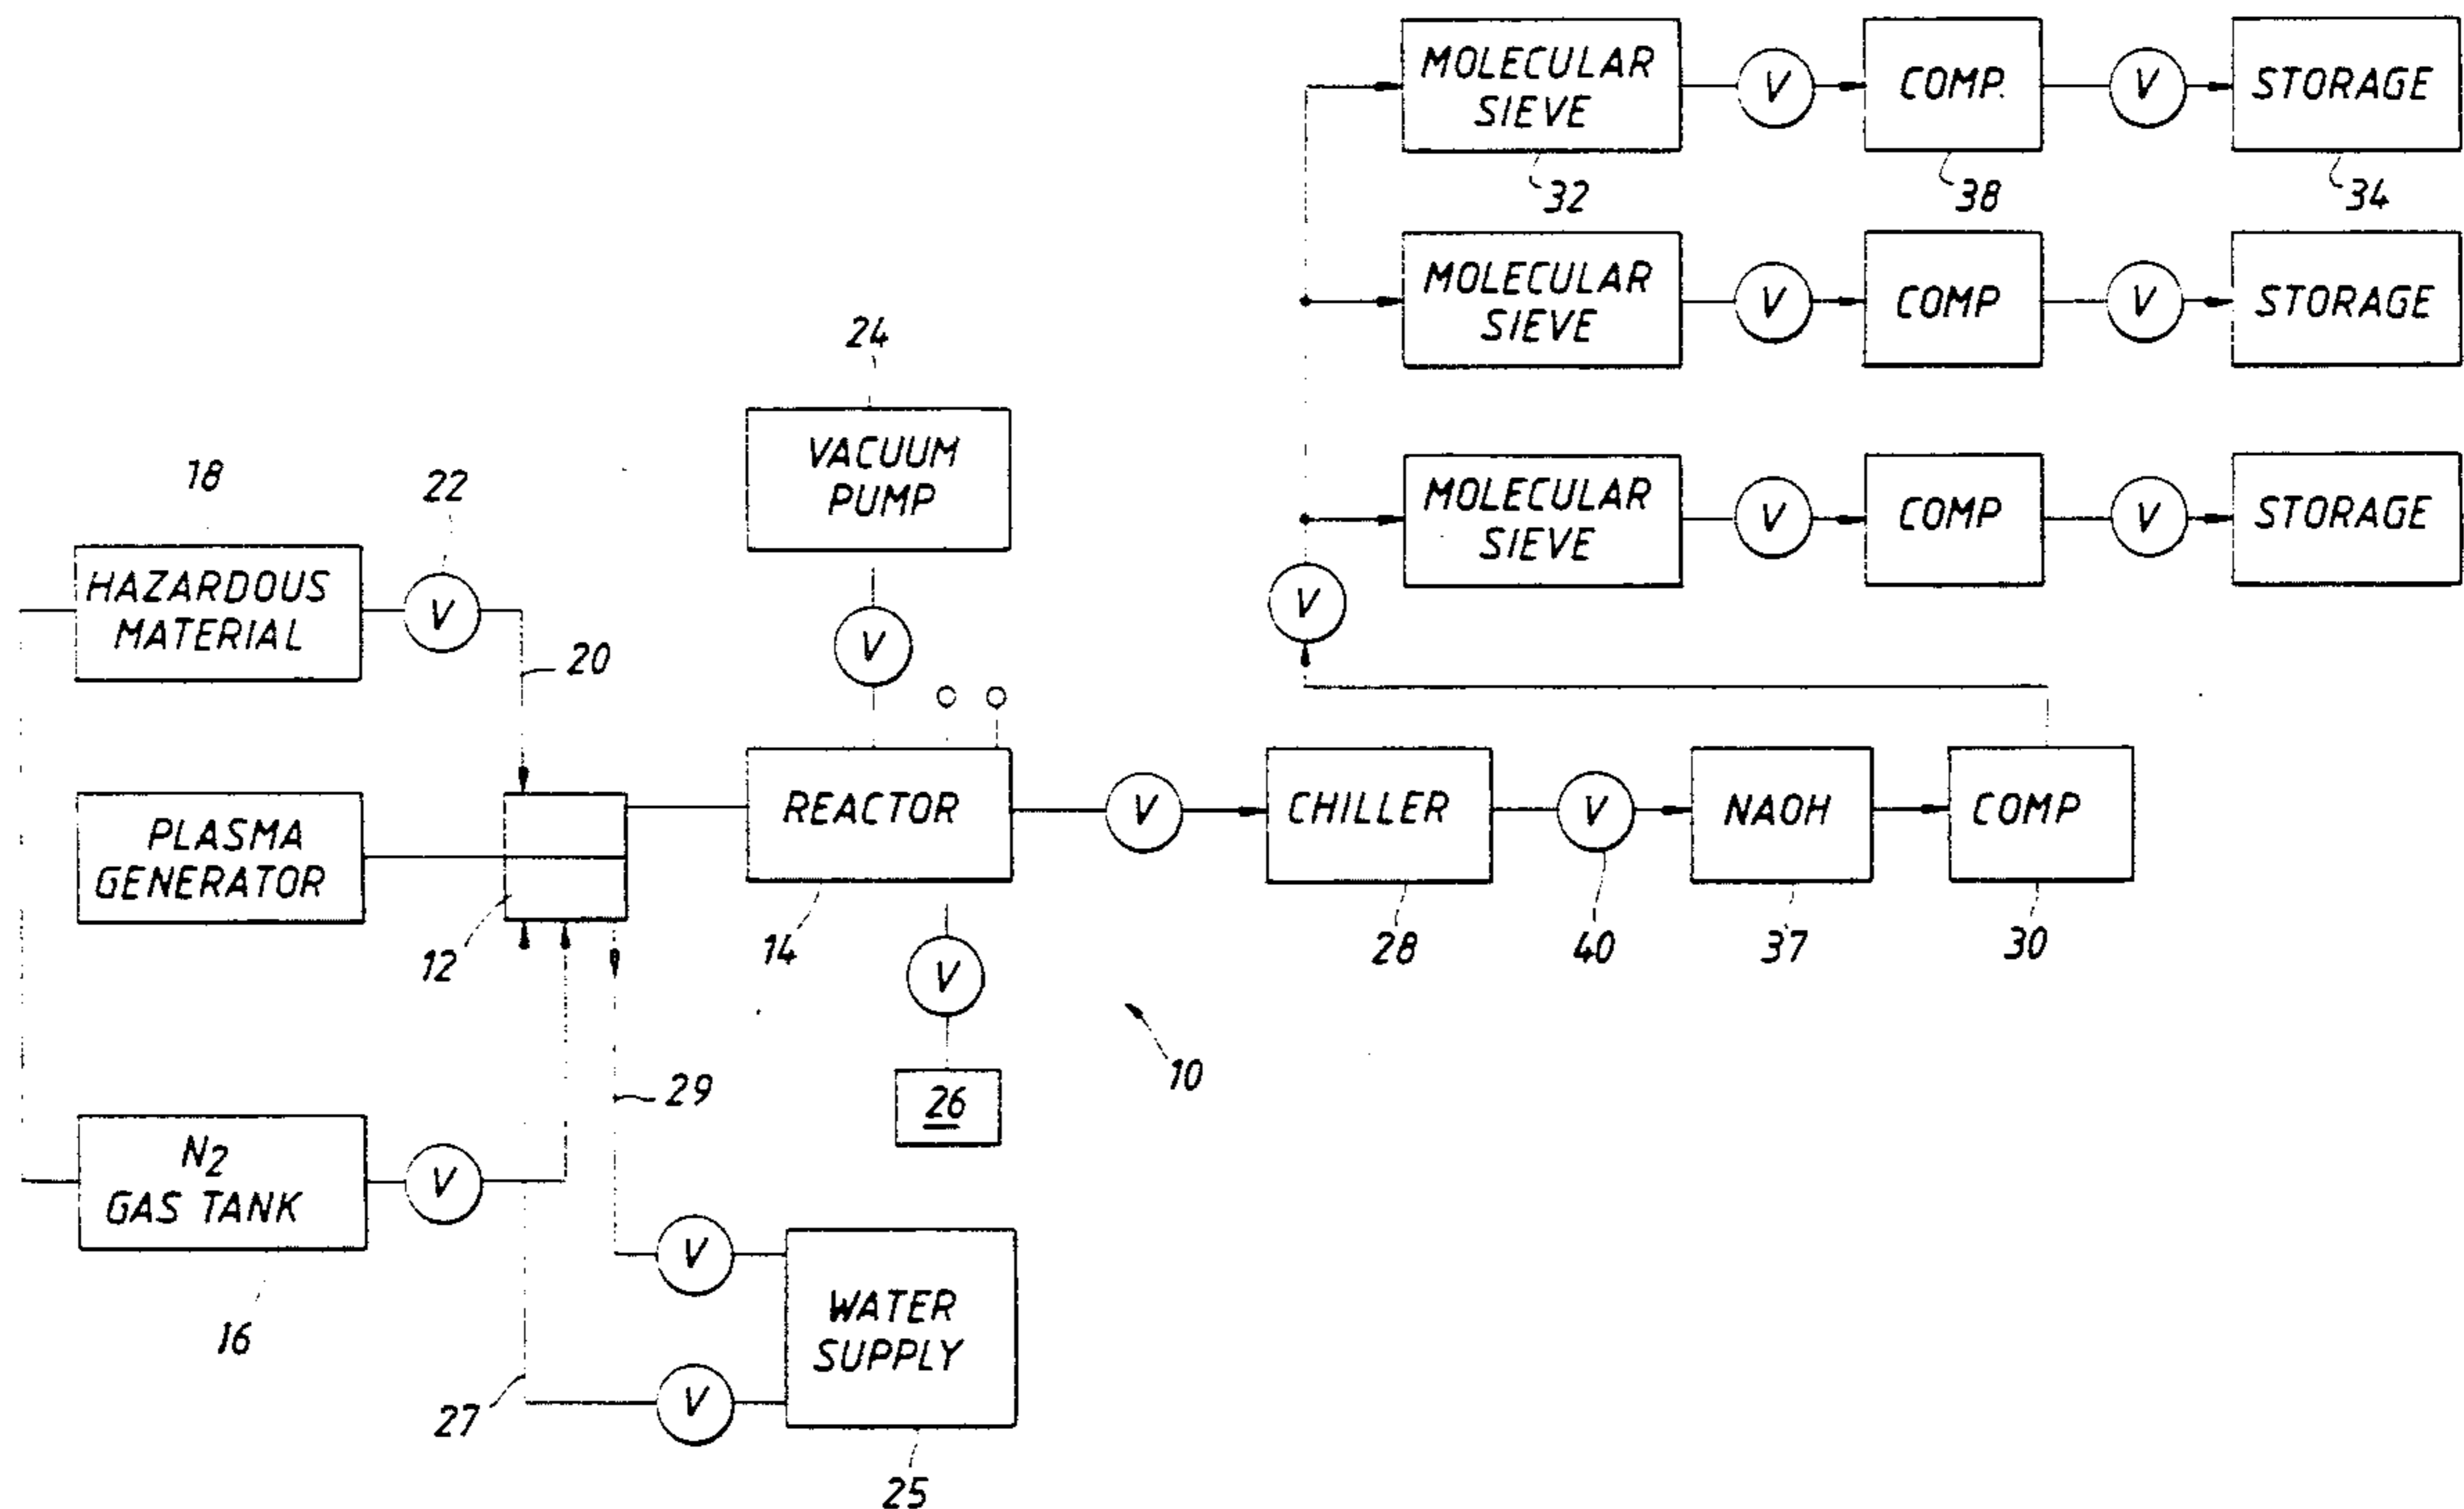 MOLECULAR
SIEVE
V
COMP.
V
STORAGE
32
38
34
MOLECULAR
SIEVE
V
COMP
V
STORAGE
24
VACUUM
PUMP
MOLECULAR
SIEVE
V
COMP
V
STORAGE
18
22
HAZARDOUS
MATERIAL
V
20
V
V
PLASMA
GENERATOR
12
REACTOR
14
V
CHILLER
28
V
40
NAOH
37
COMP
30
V
26
10
29
N2
GAS TANK
V
16
27
V
V
WATER
SUPPLY
25